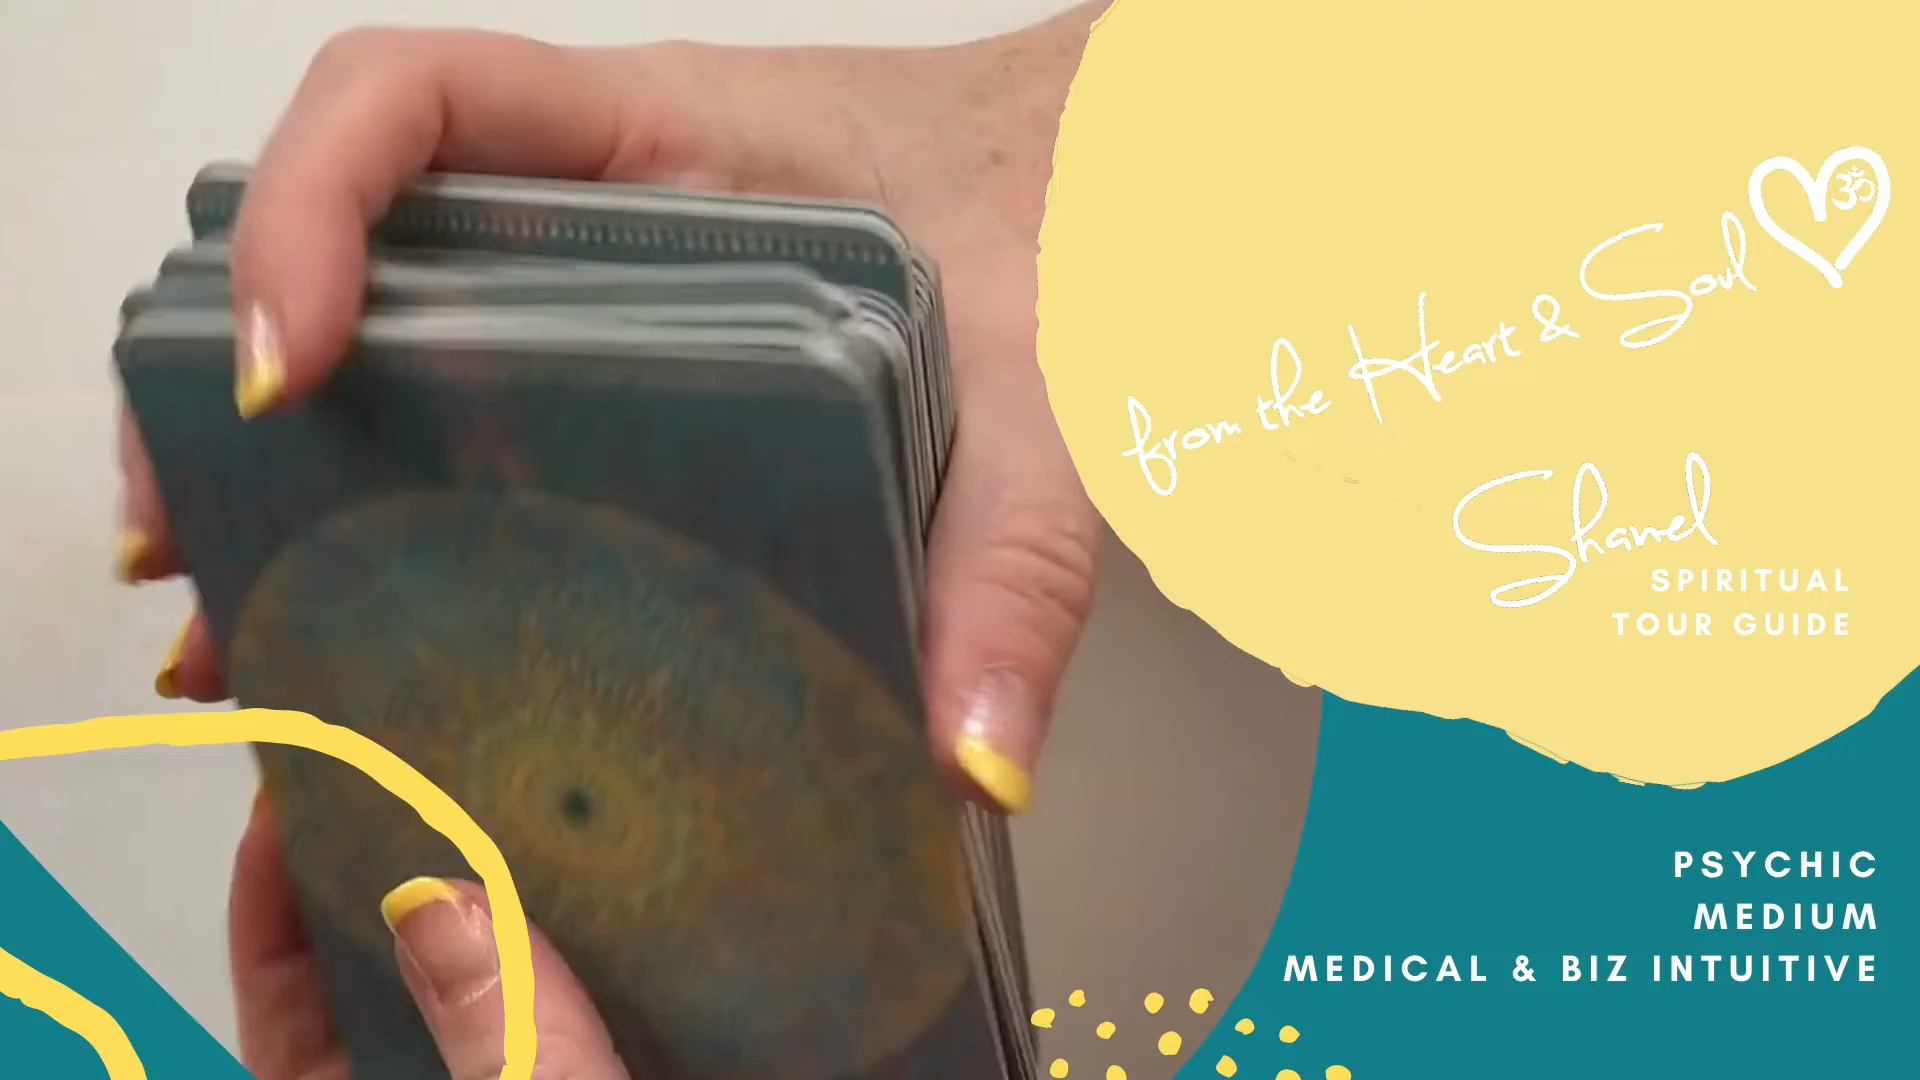 from the Heart & Soul
ॐ
Shanel
SPIRITUAL
TOUR GUIDE
PSYCHIC
MEDIUM
MEDICAL & BIZ INTUITIVE